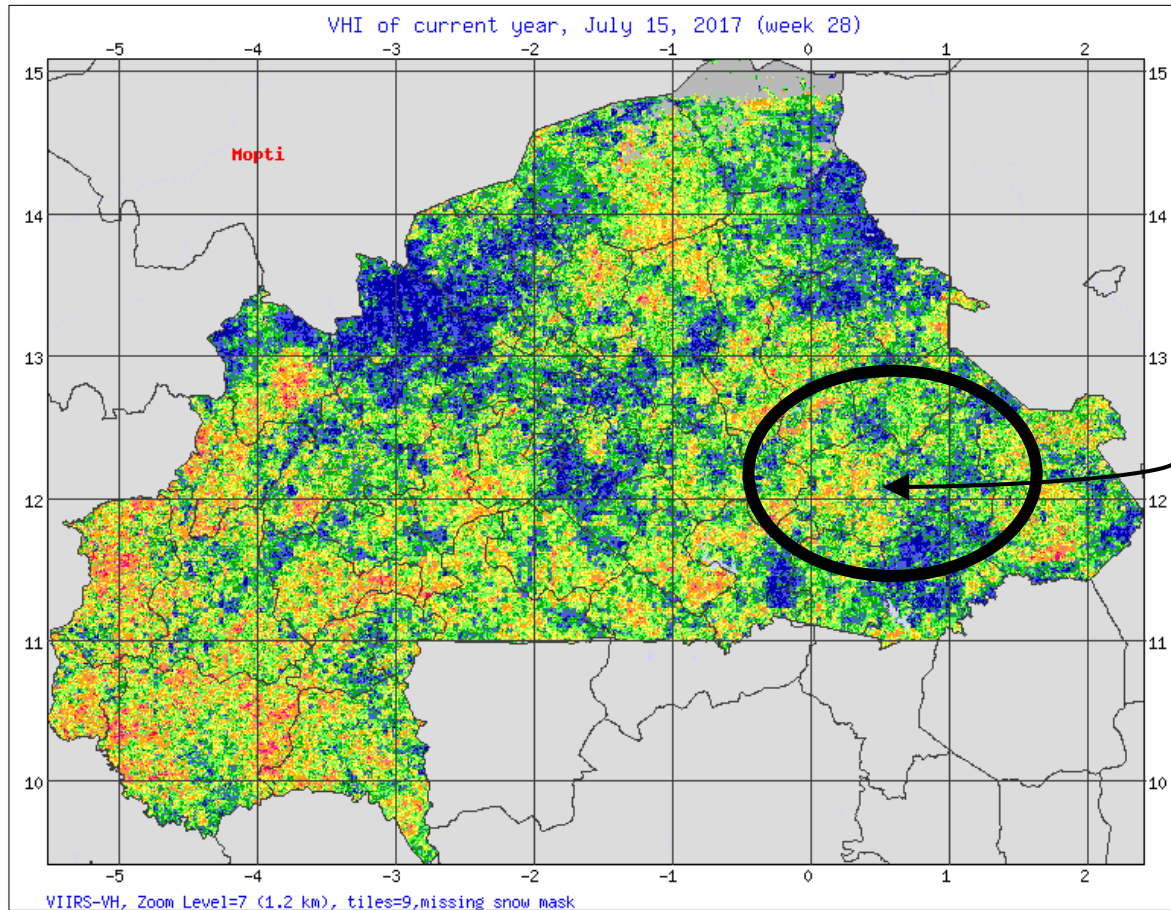 VHI of current year, July 15, 2017 (week 28)
-5 -4 -3 -2 -1 0 1 2
15 15
Mopti
14 14
13 13
12 12
11 11
10 10
-5 -4 -3 -2 -1 0 1 2
VIIRS-VH, Zoom Level=7 (1.2 km), tiles=9,missing snow mask